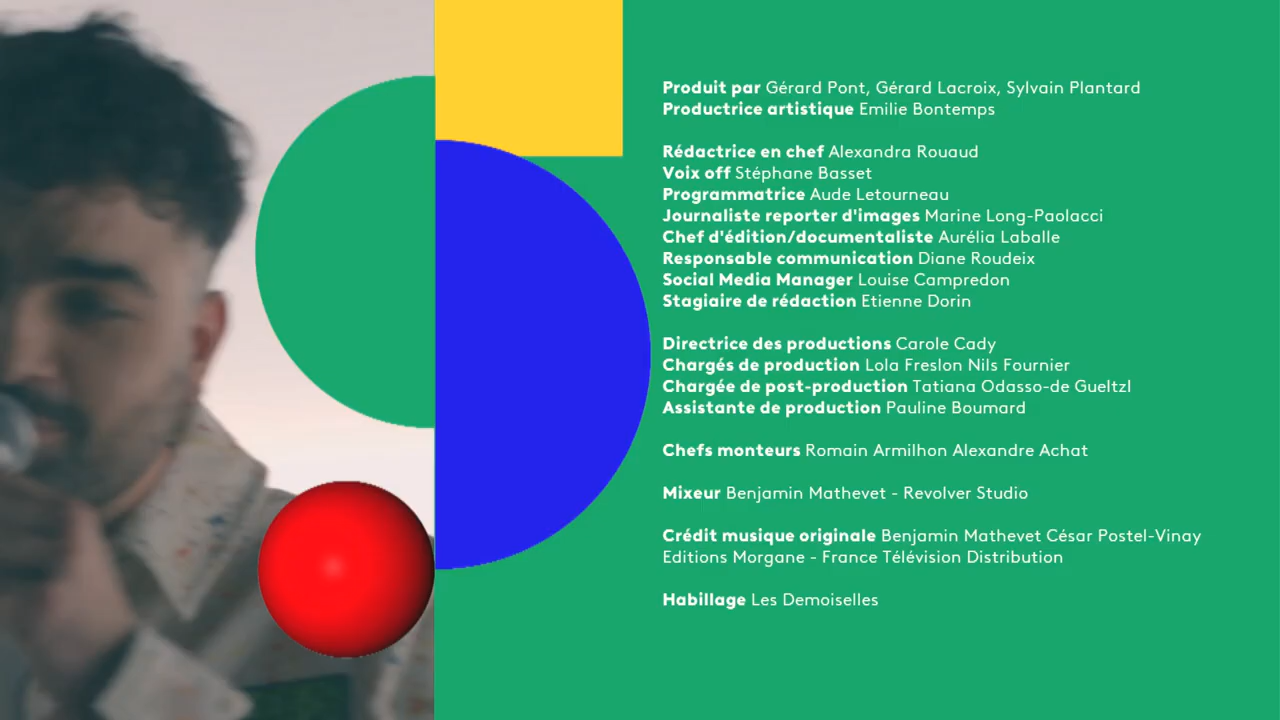 Produit par Gérard Pont, Gérard Lacroix, Sylvain Plantard
Productrice artistique Emilie Bontemps
Rédactrice en chef Alexandra Rouaud
Voix off Stéphane Basset
Programmatrice Aude Letourneau
Journaliste reporter d'images Marine Long-Paolacci
Chef d'édition/documentaliste Aurélia Laballe
Responsable communication Diane Roudeix
Social Media Manager Louise Campredon
Stagiaire de rédaction Etienne Dorin
Directrice des productions Carole Cady
Chargés de production Lola Freslon Nils Fournier
Chargée de post-production Tatiana Odasso-de Gueltzl
Assistante de production Pauline Boumard
Chefs monteurs Romain Armilhon Alexandre Achat
Mixeur Benjamin Mathevet - Revolver Studio
Crédit musique originale Benjamin Mathevet César Postel-Vinay
Editions Morgane - France Télévision Distribution
Habillage Les Demoiselles